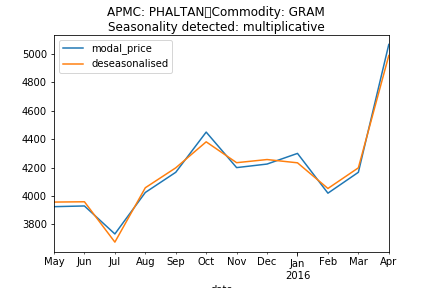 APMC: PHALTAN Commodity: GRAM
Seasonality detected: multiplicative
modal_price
deseasonalised
5000
4800
4600
4400
4200
4000
3800
May Jun Jul Aug Sep Oct Nov Dec Jan Feb Mar Apr
2016